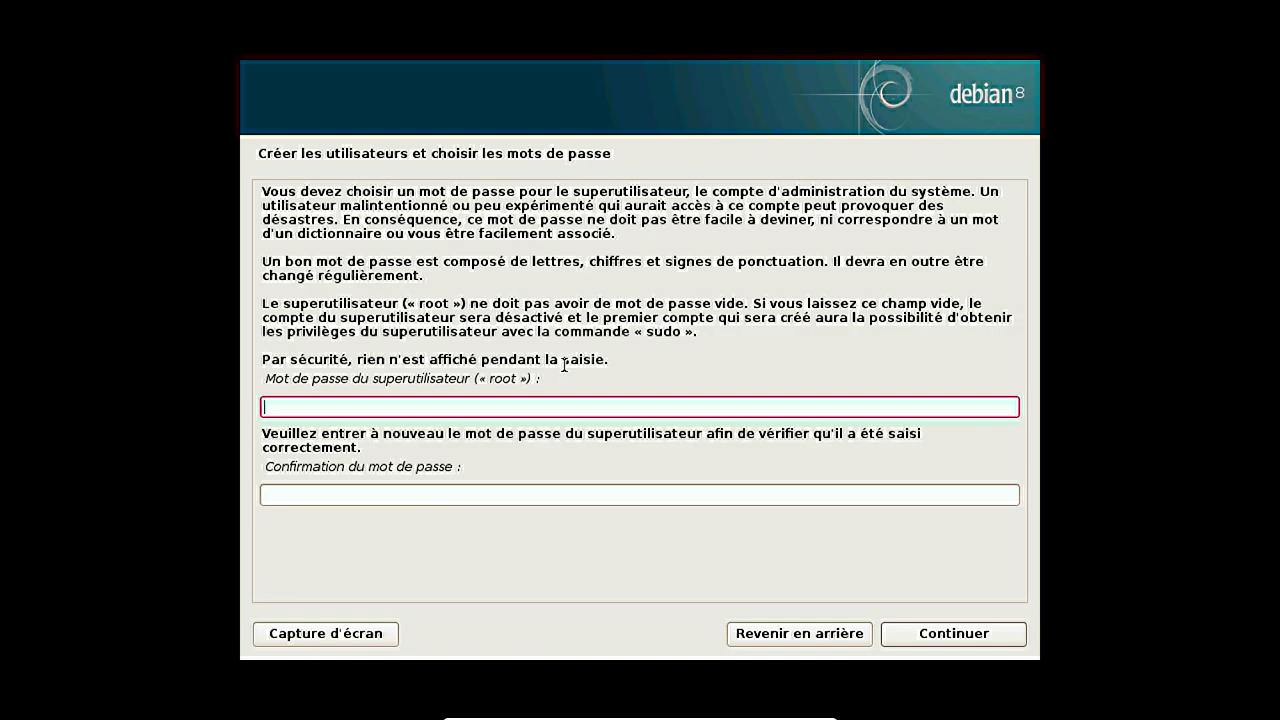 debian 8
Créer les utilisateurs et choisir les mots de passe
Vous devez choisir un mot de passe pour le superutilisateur, le compte d'administration du système. Un
utilisateur malintentionné ou peu expérimenté qui aurait accès à ce compte peut provoquer des
désastres. En conséquence, ce mot de passe ne doit pas être facile à deviner, ni correspondre à un mot
d'un dictionnaire ou vous être facilement associé.
Un bon mot de passe est composé de lettres, chiffres et signes de ponctuation. Il devra en outre être
changé régulièrement.
Le superutilisateur (« root ») ne doit pas avoir de mot de passe vide. Si vous laissez ce champ vide, le
compte du superutilisateur sera désactivé et le premier compte qui sera créé aura la possibilité d'obtenir
les privilèges du superutilisateur avec la commande « sudo ».
Par sécurité, rien n'est affiché pendant la saisie.
Mot de passe du superutilisateur (« root ») :
Veuillez entrer à nouveau le mot de passe du superutilisateur afin de vérifier qu'il a été saisi
correctement.
Confirmation du mot de passe :
Capture d'écran
Revenir en arrière
Continuer